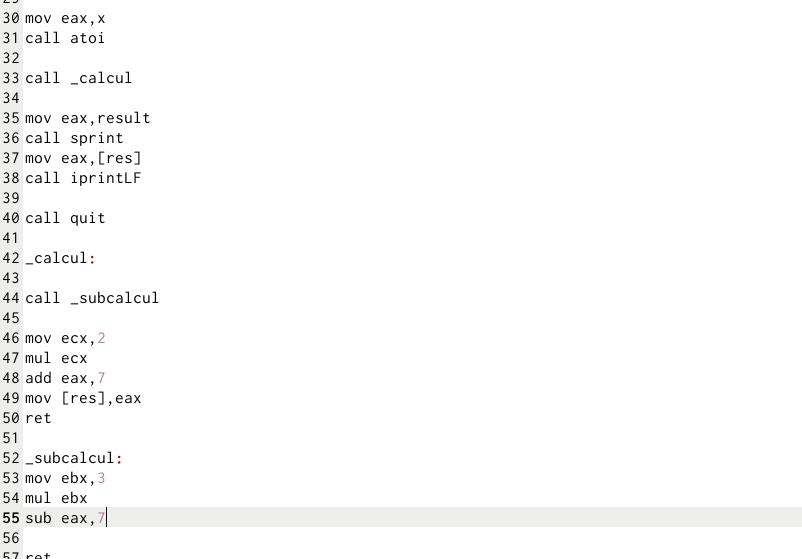 30 mov eax,x
31 call atoi
32
33 call _calcul
34
35 mov eax,result
36 call sprint
37 mov eax,[res]
38 call iprintLF
39
40 call quit
41
42 _calcul:
43
44 call _subcalcul
45
46 mov ecx,2
47 mul ecx
48 add eax,7
49 mov [res],eax
50 ret
51
52 _subcalcul:
53 mov ebx,3
54 mul ebx
55 sub eax,7
56
57 ret